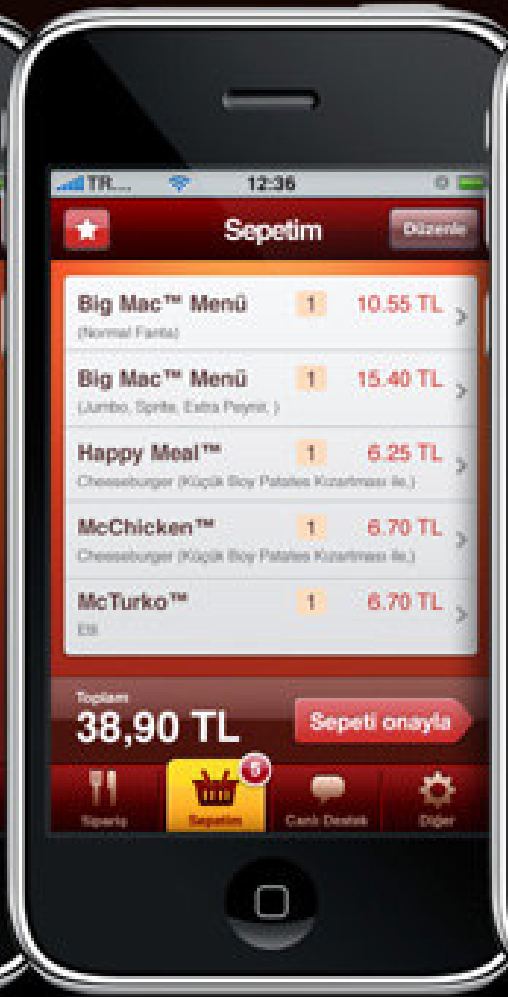 TR...
12:36
Sepetim
Düzenle
Big Mac™ Menü 1 10.55 TL
(Normal Fanta)
Big Mac™ Menü 1 15.40 TL
(Jumbo, Sprite, Extra Peynir, )
Happy Meal™ 1 6.25 TL
Cheeseburger (Küçük Boy Patates Kızartması ile,)
McChicken™ 1 6.70 TL
Cheeseburger (Küçük Boy Patates Kızartması ile,)
McTurko™ 1 6.70 TL
Etli
Toplam
38,90 TL
Sepeti onayla
5
Sipariş
Sepetim
Canlı Destek
Diğer